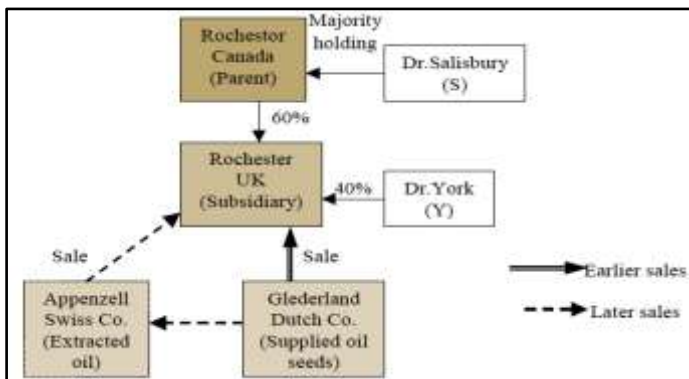 Rochestor
Canada
(Parent)
Majority
holding
Dr.Salisbury
(S)
60%
Rochester
UK
(Subsidiary)
40%
Dr.York
(Y)
Sale
Sale
Appenzell
Swiss Co.
(Extracted
oil)
Glederland
Dutch Co.
(Supplied oil
seeds)
Earlier sales
Later sales